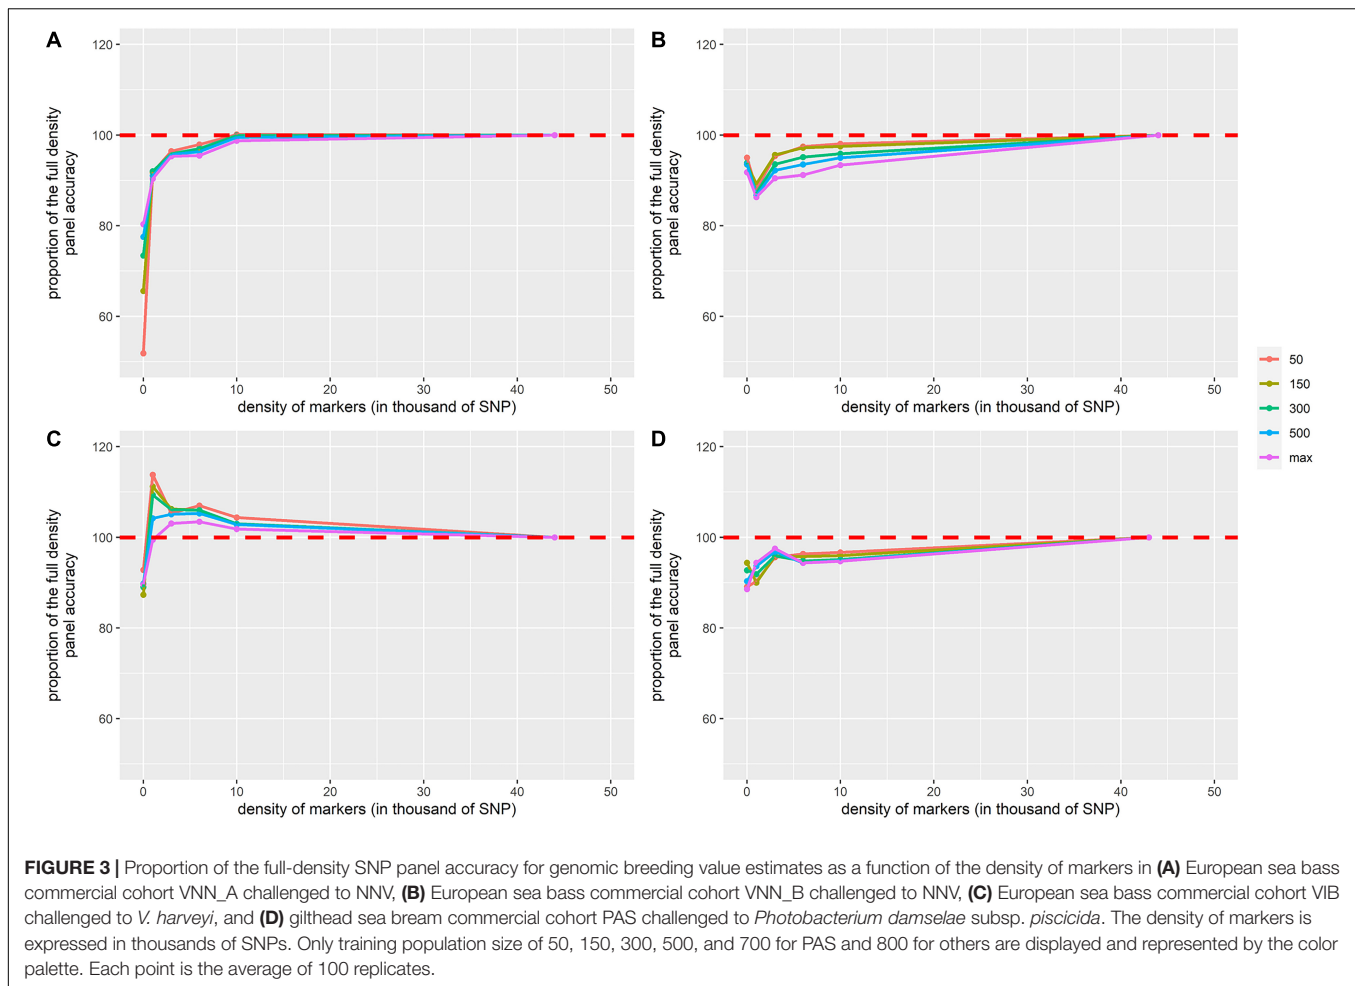 A
120
100
80
60
proportion of the full density
panel accuracy
0
10
20
30
40
50
density of markers (in thousand of SNP)
B
120
100
80
60
proportion of the full density
panel accuracy
0
10
20
30
40
50
density of markers (in thousand of SNP)
C
120
100
80
60
proportion of the full density
panel accuracy
0
10
20
30
40
50
density of markers (in thousand of SNP)
D
120
100
80
60
proportion of the full density
panel accuracy
0
10
20
30
40
50
density of markers (in thousand of SNP)
50
150
300
500
max
FIGURE 3 | Proportion of the full-density SNP panel accuracy for genomic breeding value estimates as a function of the density of markers in (A) European sea bass
commercial cohort VNN_A challenged to NNV, (B) European sea bass commercial cohort VNN_B challenged to NNV, (C) European sea bass commercial cohort VIB
challenged to V. harveyi, and (D) gilthead sea bream commercial cohort PAS challenged to Photobacterium damselae subsp. piscicida. The density of markers is
expressed in thousands of SNPs. Only training population size of 50, 150, 300, 500, and 700 for PAS and 800 for others are displayed and represented by the color
palette. Each point is the average of 100 replicates.